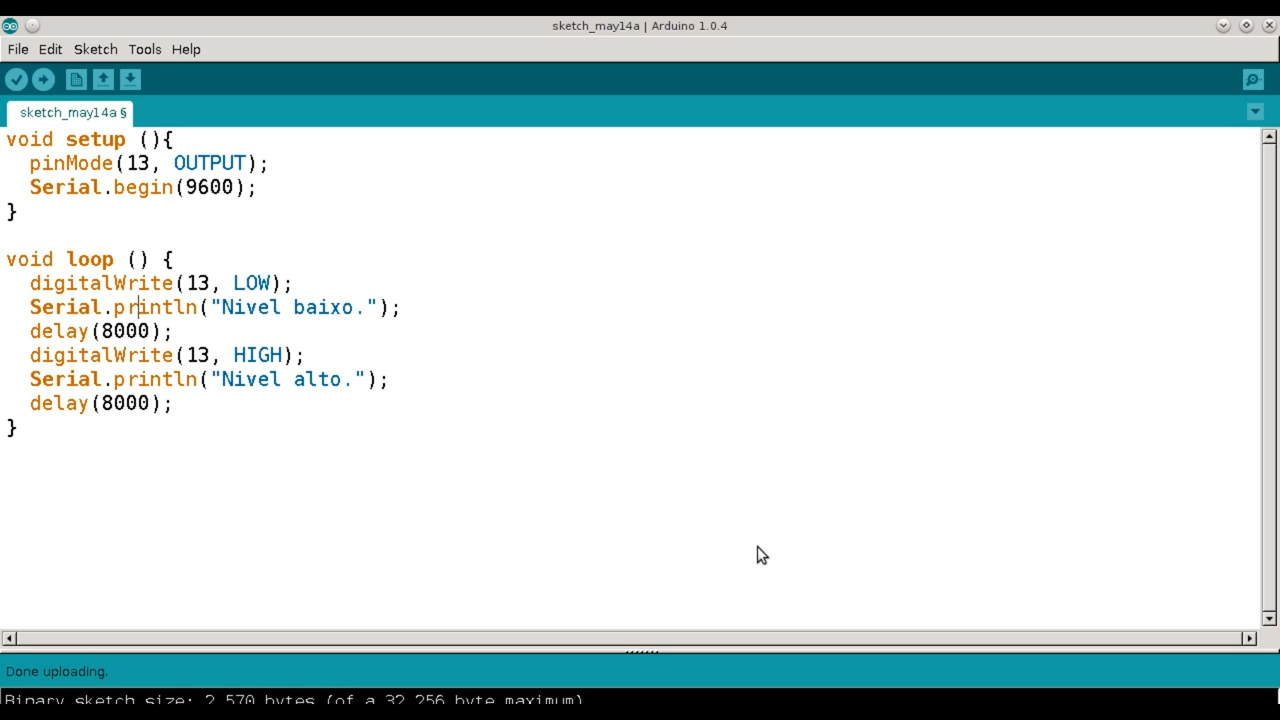 sketch_may14a | Arduino 1.0.4
File Edit Sketch Tools Help
sketch_may14a §
void setup (){
  pinMode(13, OUTPUT);
  Serial.begin(9600);
}
void loop () {
  digitalWrite(13, LOW);
  Serial.println("Nivel baixo.");
  delay(8000);
  digitalWrite(13, HIGH);
  Serial.println("Nivel alto.");
  delay(8000);
}
Done uploading.
Binary sketch size: 2 570 bytes (of a 32 256 byte maximum)